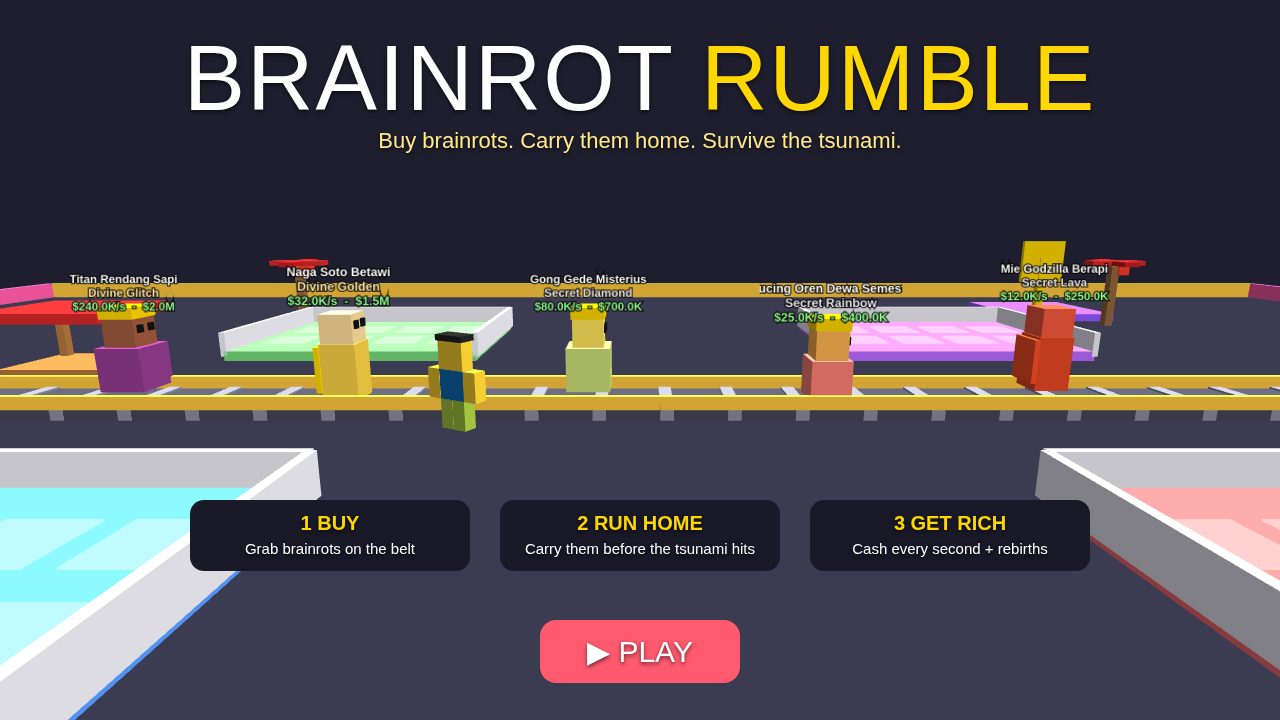 BRAINROT RUMBLE
Buy brainrots. Carry them home. Survive the tsunami.
Titan Rendang Sapi
Divine Glitch
$240.0K/s - $2.0M
Naga Soto Betawi
Divine Golden
$32.0K/s - $1.5M
Gong Gede Misterius
Secret Diamond
$80.0K/s - $700.0K
ucing Oren Dewa Semes
Secret Rainbow
$25.0K/s - $400.0K
Mie Godzilla Berapi
Secret Lava
$12.0K/s - $250.0K
1 BUY
Grab brainrots on the belt
2 RUN HOME
Carry them before the tsunami hits
3 GET RICH
Cash every second + rebirths
▶ PLAY